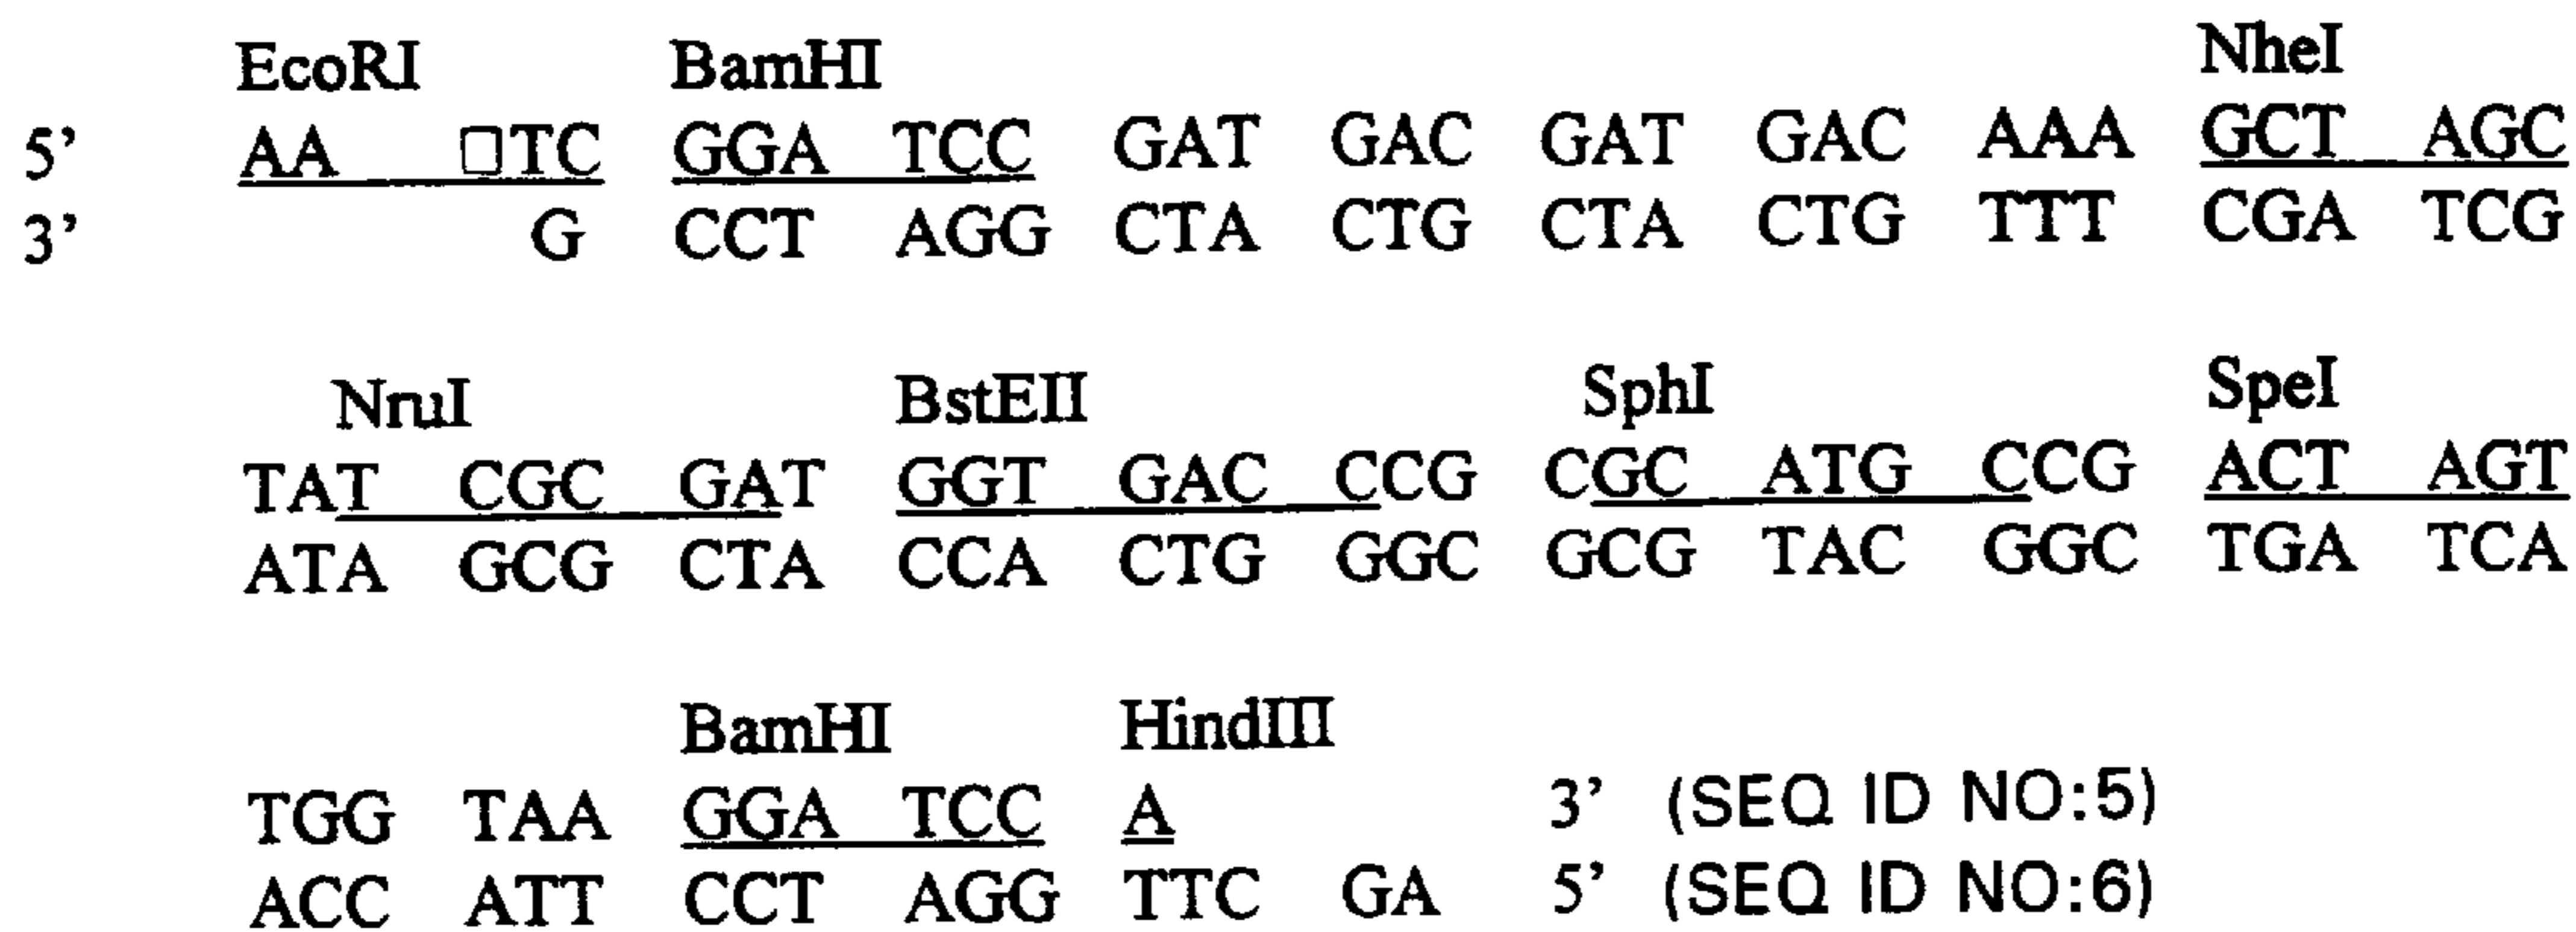 EcoRI BamHI NheI
5’ AA □TC GGA TCC GAT GAC GAT GAC AAA GCT AGC
3’ G CCT AGG CTA CTG CTA CTG TTT CGA TCG
NruI BstEII SphI SpeI
TAT CGC GAT GGT GAC CCG CGC ATG CCG ACT AGT
ATA GCG CTA CCA CTG GGC GCG TAC GGC TGA TCA
BamHI HindIII
TGG TAA GGA TCC A 3’ (SEQ ID NO:5)
ACC ATT CCT AGG TTC GA 5’ (SEQ ID NO:6)